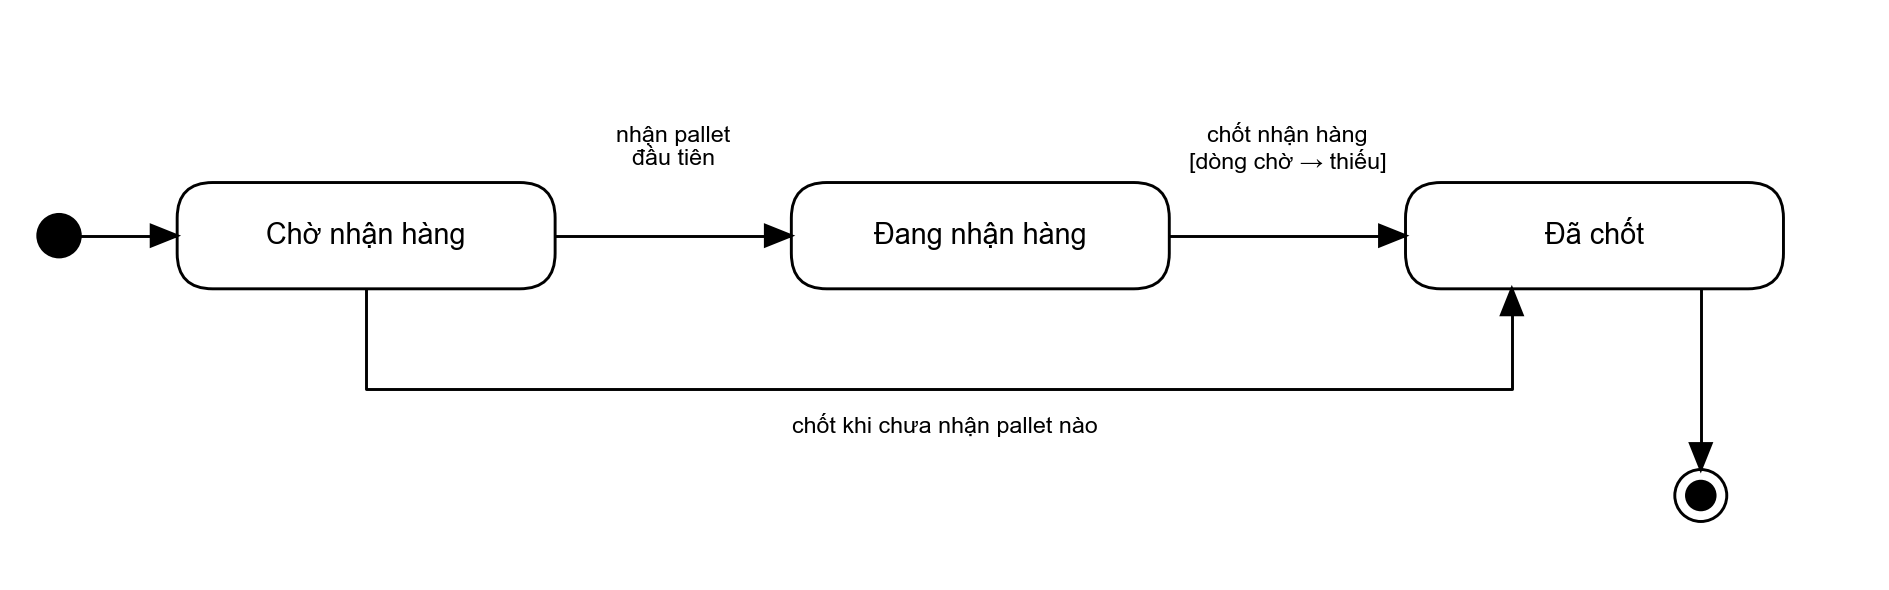 nhận pallet
đầu tiên
chốt nhận hàng
[dòng chờ → thiếu]
Chờ nhận hàng
Đang nhận hàng
Đã chốt
chốt khi chưa nhận pallet nào